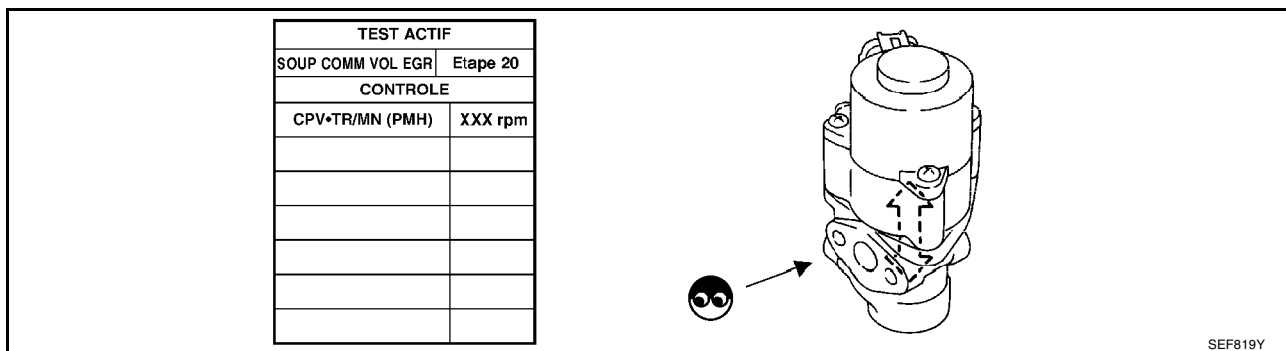 TEST ACTIF
SOUP COMM VOL EGR Etape 20
CONTROLE
CPV•TR/MN (PMH) XXX rpm
SEF819Y